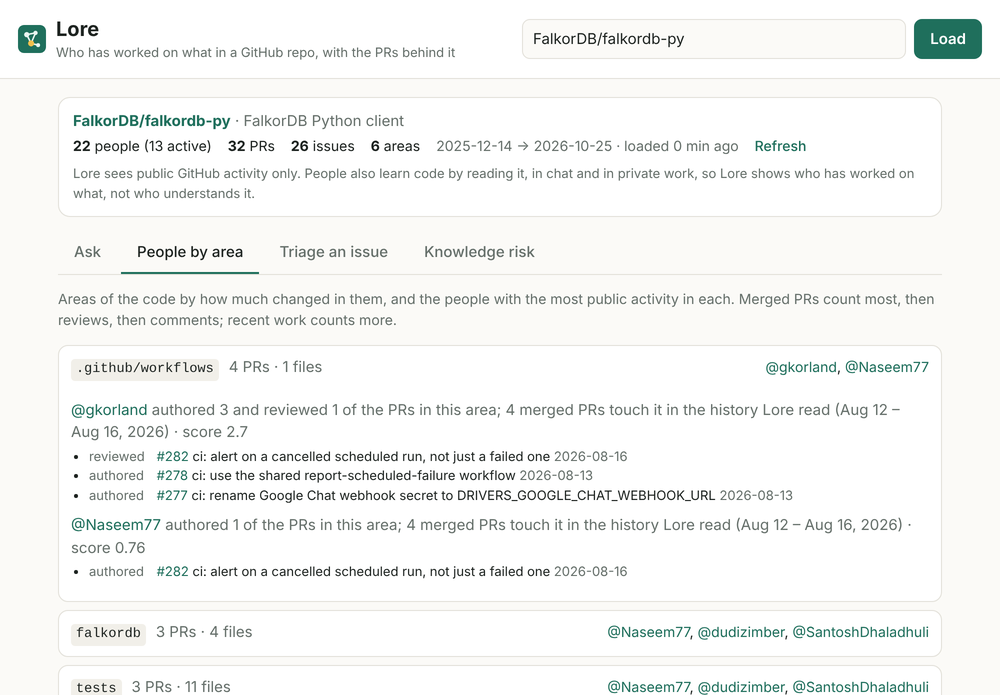 Lore
Who has worked on what in a GitHub repo, with the PRs behind it
FalkorDB/falkordb-py
Load
FalkorDB/falkordb-py · FalkorDB Python client
22 people (13 active) 32 PRs 26 issues 6 areas 2025-12-14 → 2026-10-25 · loaded 0 min ago Refresh
Lore sees public GitHub activity only. People also learn code by reading it, in chat and in private work, so Lore shows who has worked on
what, not who understands it.
Ask People by area Triage an issue Knowledge risk
Areas of the code by how much changed in them, and the people with the most public activity in each. Merged PRs count most, then
reviews, then comments; recent work counts more.
.github/workflows 4 PRs · 1 files @gkorland, @Naseem77
@gkorland authored 3 and reviewed 1 of the PRs in this area; 4 merged PRs touch it in the history Lore read (Aug 12 –
Aug 16, 2026) · score 2.7
• reviewed #282 ci: alert on a cancelled scheduled run, not just a failed one 2026-08-16
• authored #278 ci: use the shared report-scheduled-failure workflow 2026-08-13
• authored #277 ci: rename Google Chat webhook secret to DRIVERS_GOOGLE_CHAT_WEBHOOK_URL 2026-08-13
@Naseem77 authored 1 of the PRs in this area; 4 merged PRs touch it in the history Lore read (Aug 12 – Aug 16, 2026) ·
score 0.76
• authored #282 ci: alert on a cancelled scheduled run, not just a failed one 2026-08-16
falkordb 3 PRs · 4 files @Naseem77, @dudizimber, @SantoshDhaladhuli
tests 3 PRs · 11 files @Naseem77, @dudizimber, @SantoshDhaladhuli